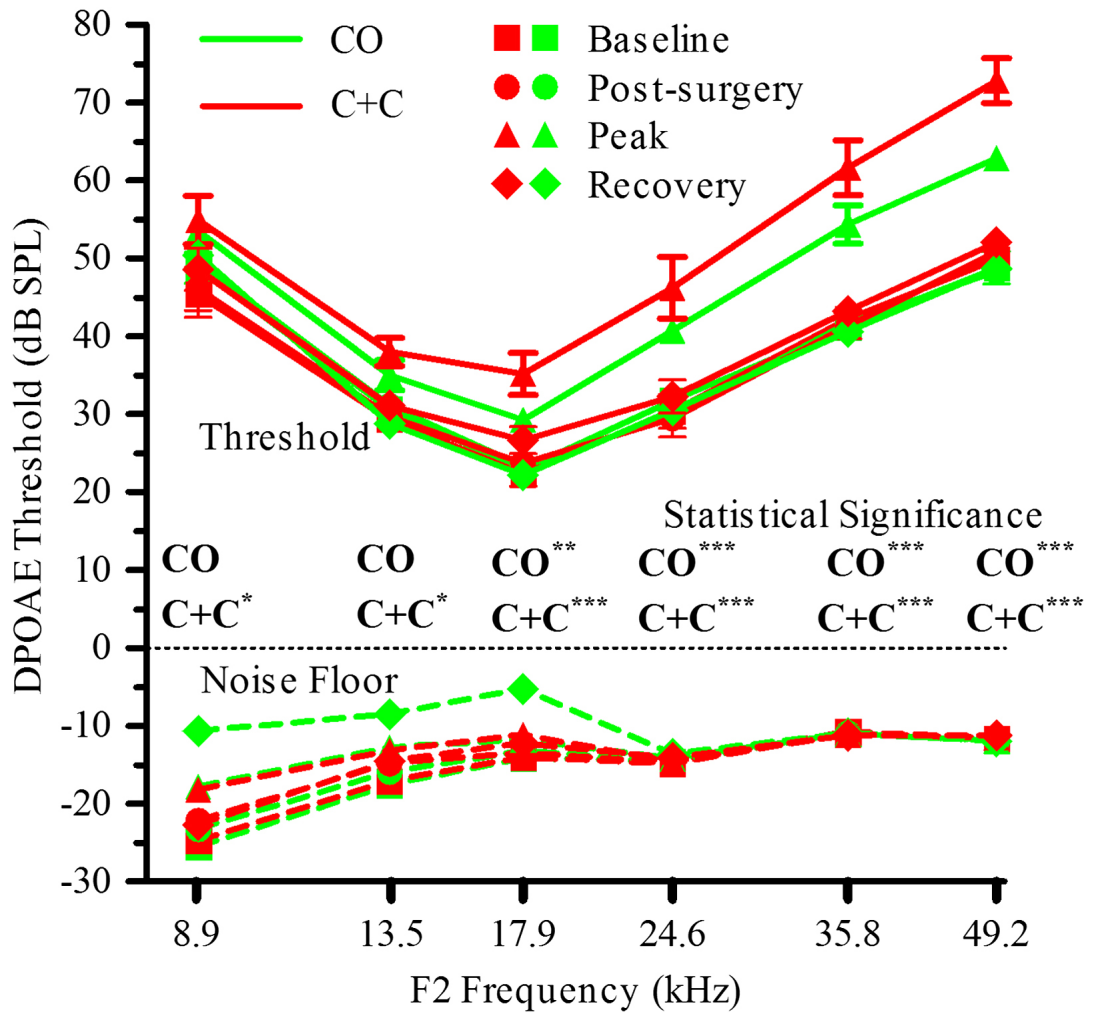 80
70
60
50
40
30
20
10
0
-10
-20
-30
DPOAE Threshold (dB SPL)
CO
C+C
Baseline
Post-surgery
Peak
Recovery
Threshold
Statistical Significance
CO CO CO** CO*** CO*** CO***
C+C* C+C* C+C*** C+C*** C+C*** C+C***
Noise Floor
8.9 13.5 17.9 24.6 35.8 49.2
F2 Frequency (kHz)